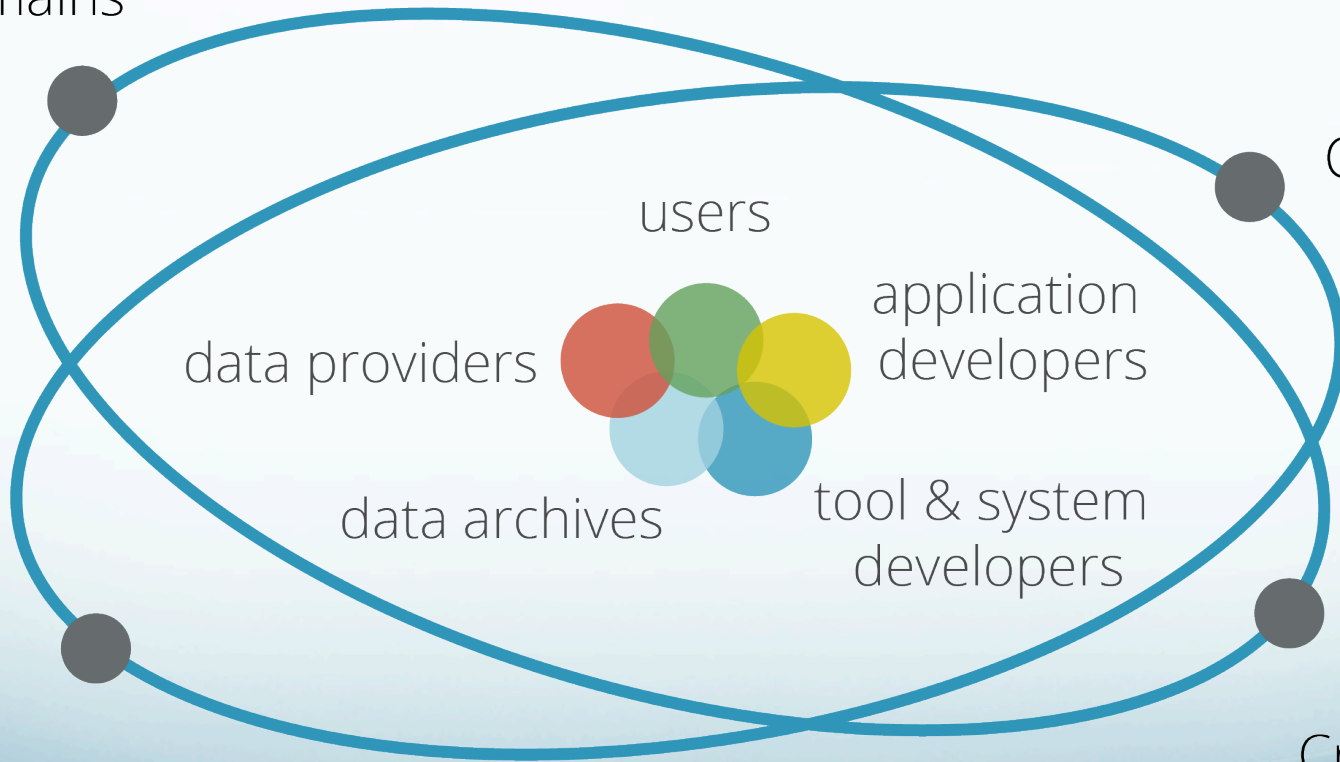 users
application
developers
data providers
data archives
tool & system
developers